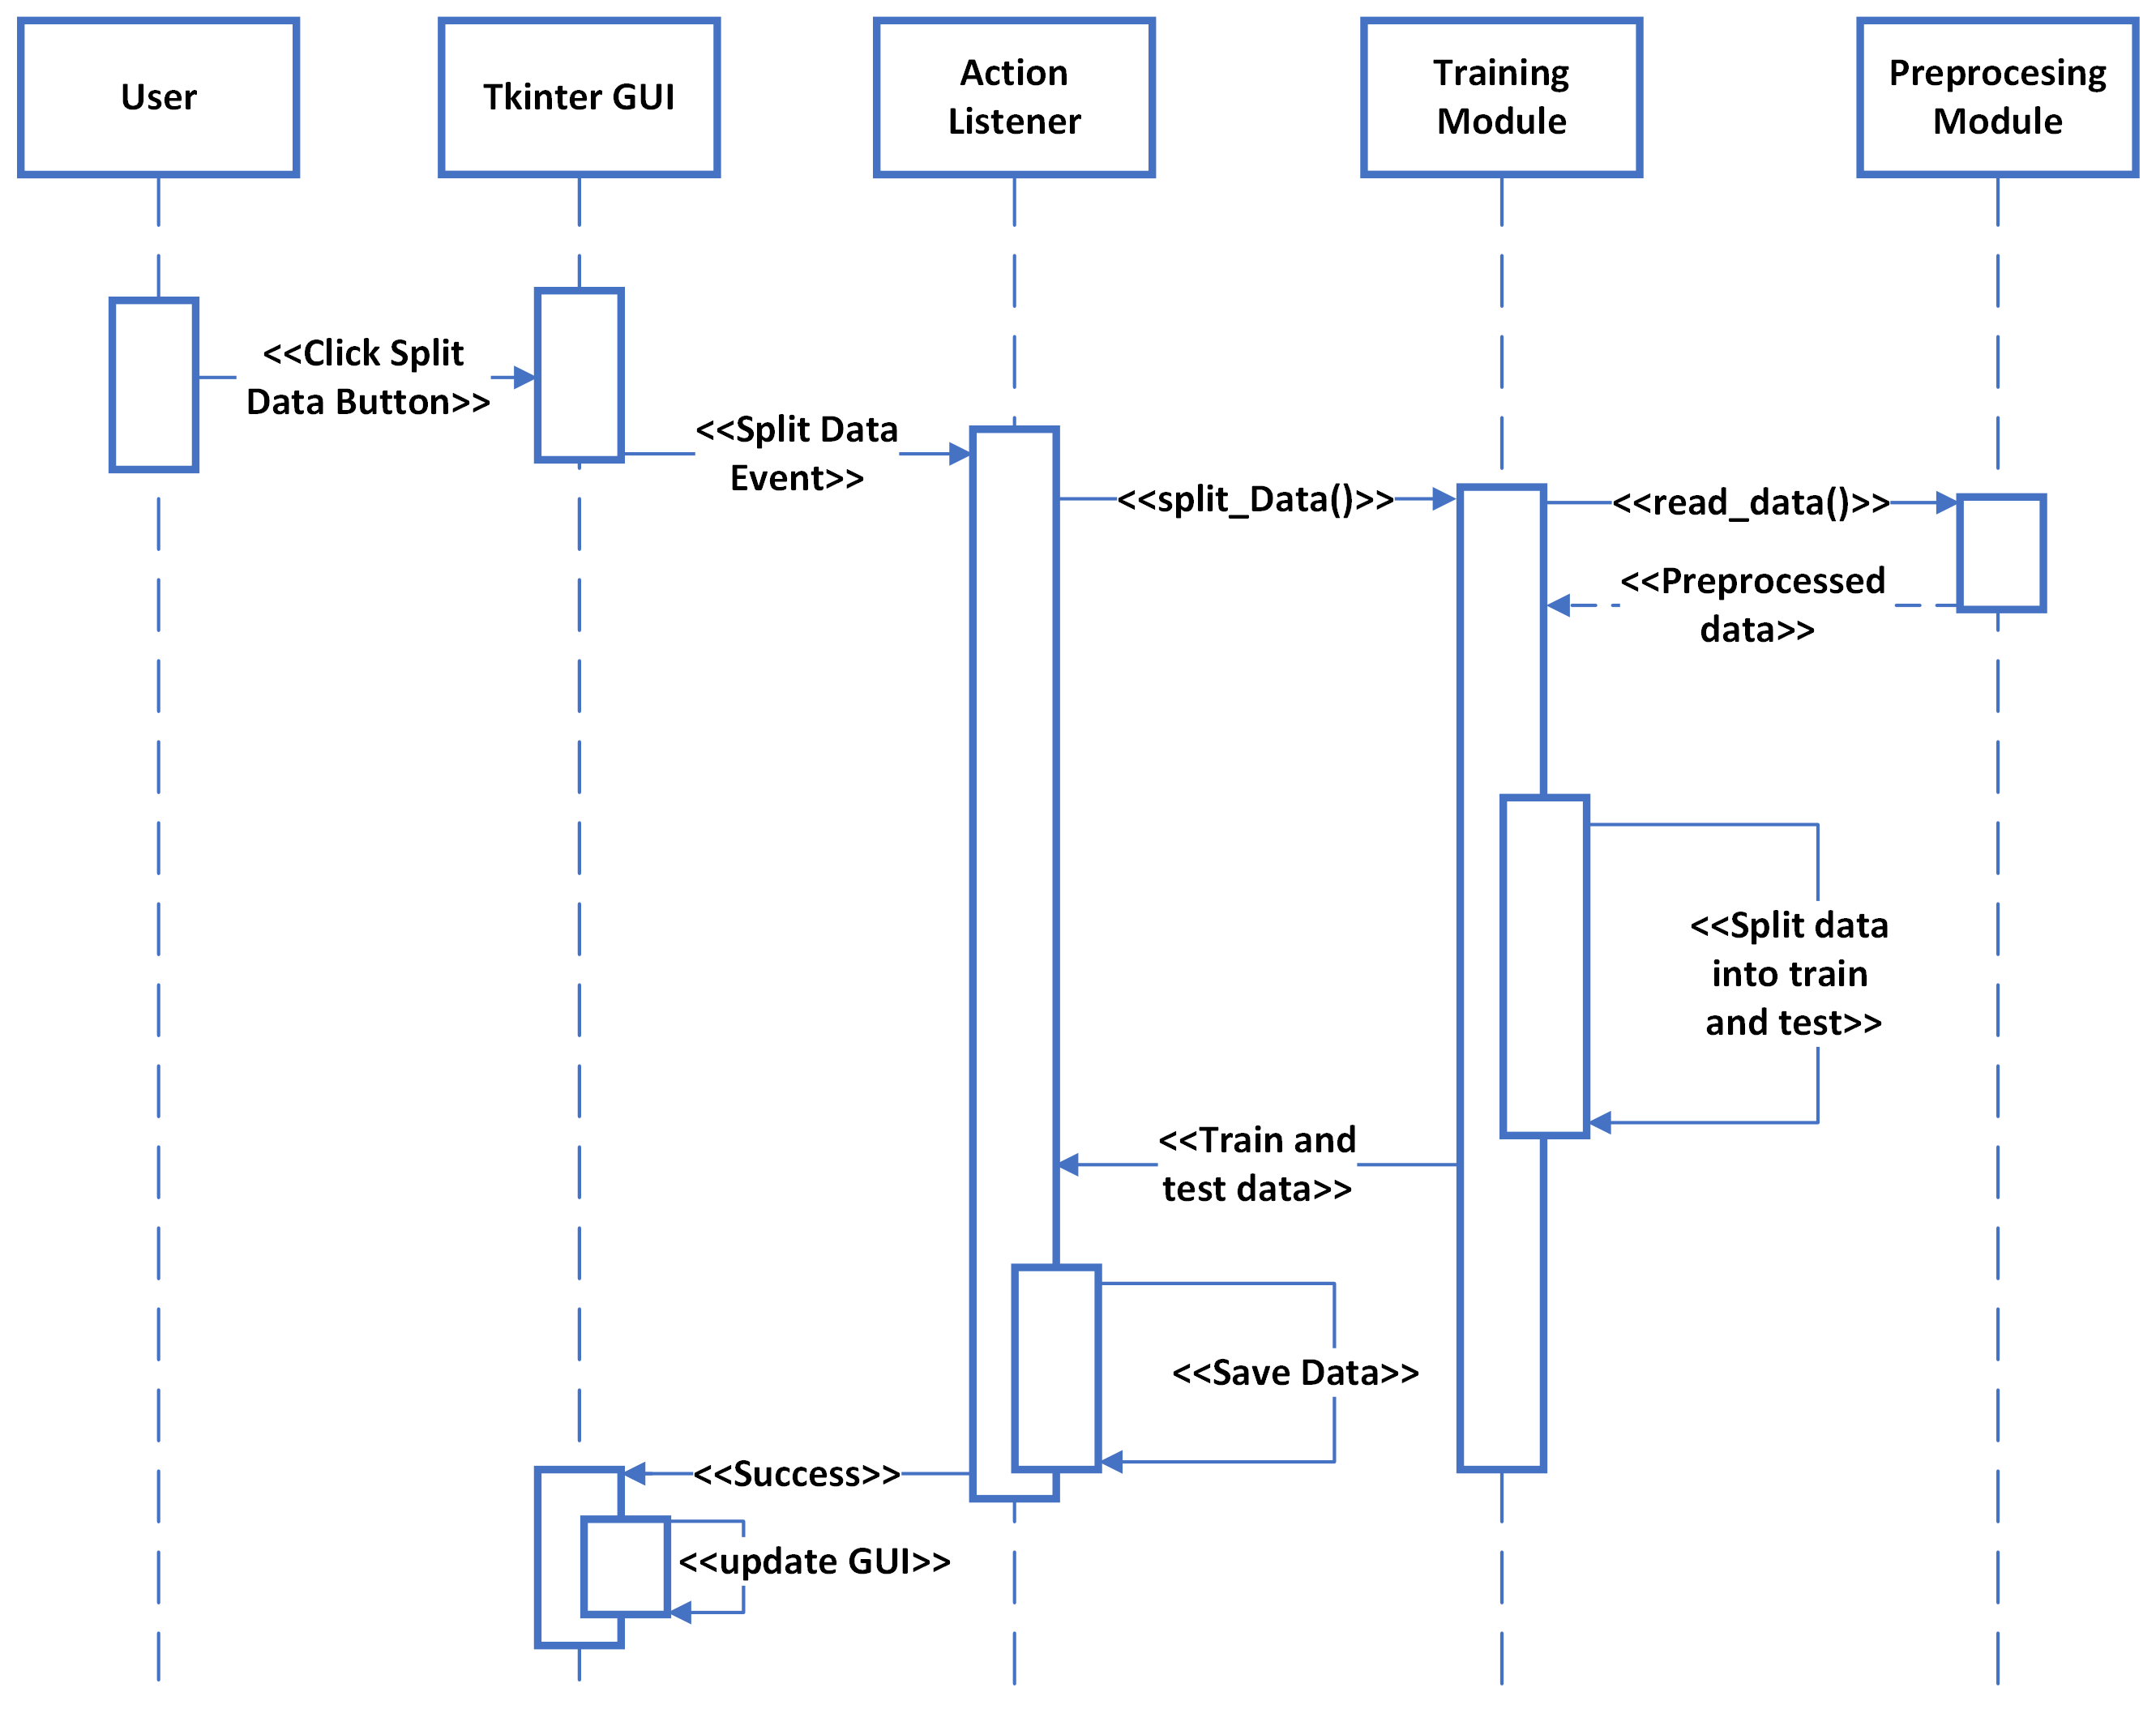 User
Tkinter GUI
Action
Listener
Training
Module
Preprocesing
Module
<<Click Split
Data Button>>
<<Split Data
Event>>
<<split_Data()>>
<<read_data()>>
<<Preprocessed
data>>
<<Split data
into train
and test>>
<<Train and
test data>>
<<Save Data>>
<<Success>>
<<update GUI>>